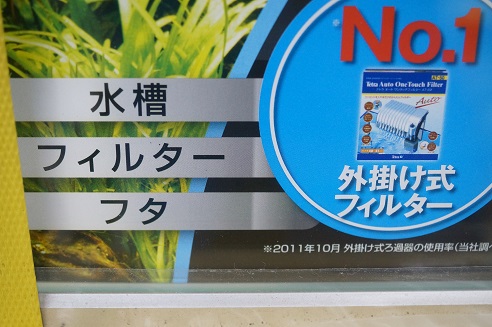 水槽
フィルター
フタ
No.1
Tetra Auto OneTouch Filter
Auto
外掛け式
フィルター
※2011年10月 外掛け式ろ過器の使用率(当社調べ